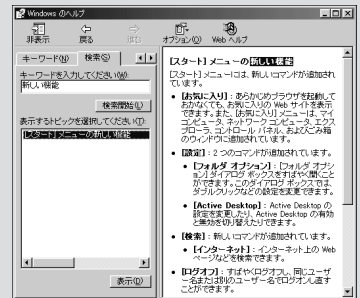 Windows のヘルプ
非表示
戻る
オプション(O)
Web ヘルプ
キーワード(N)
検索(S)
キーワードを入力してください(W):
新しい機能
検索開始(L)
表示するトピックを選択してください(T):
[スタート] メニューの新しい機能
表示(D)
[スタート] メニューの新しい機能
[スタート] メニューには、新しいコマンドが追加されています。
• [お気に入り] : あらかじめブラウザを起動しておかなくても、お気に入りの Web サイトを表示できます。また、[お気に入り] メニューは、マイ コンピュータ、ネットワーク コンピュータ、エクスプローラ、コントロール パネル、およびごみ箱のウィンドウに追加されています。
• [設定] : 2 つのコマンドが追加されています。
• [フォルダ オプション] : [フォルダ オプション] ダイアログ ボックスをすばやく開くことができます。このダイアログ ボックスでは、ダブルクリックなどの設定を変更できます。
• [Active Desktop] : Active Desktop の設定を変更したり、Active Desktop の有効と無効を切り替えたりできます。
• [検索] : 新しいコマンドが追加されています。
• [インターネット] : インターネット上の Web ページなどを検索できます。
• [ログオフ] : すばやくログオフし、同じユーザー名または別のユーザー名でログオンし直すことができます。